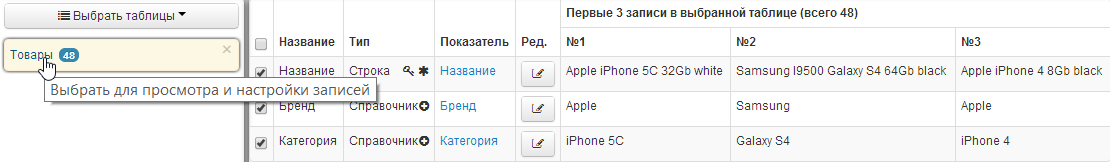 Выбрать таблицы
Товары 48
Выбрать для просмотра и настройки записей
Первые 3 записи в выбранной таблице (всего 48)
Название Тип Показатель Ред. №1 №2 №3
Название Строка Название Apple iPhone 5C 32Gb white Samsung I9500 Galaxy S4 64Gb black Apple iPhone 4 8Gb black
Бренд Справочник Бренд Apple Samsung Apple
Категория Справочник Категория iPhone 5C Galaxy S4 iPhone 4